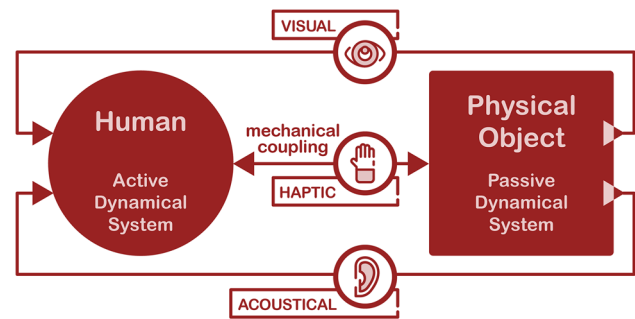 VISUAL
Human
Active
Dynamical
System
mechanical
coupling
HAPTIC
Physical
Object
Passive
Dynamical
System
ACOUSTICAL